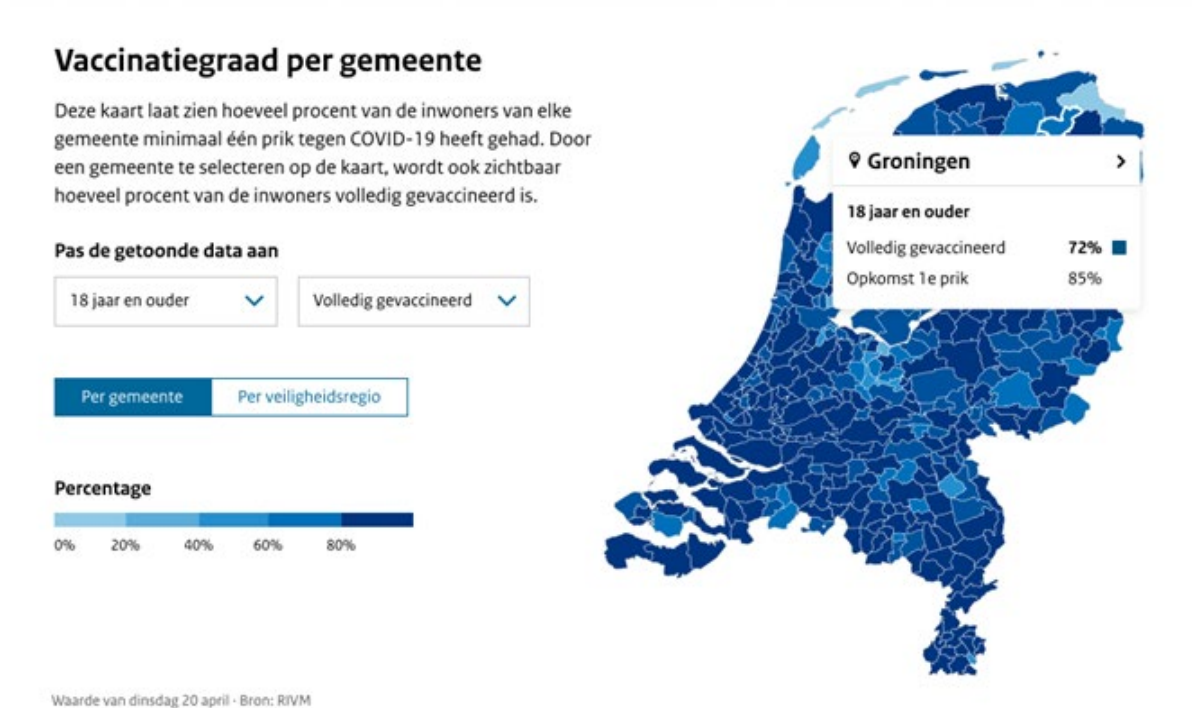 Vaccinatiegraad per gemeente
Deze kaart laat zien hoeveel procent van de inwoners van elke
gemeente minimaal één prik tegen COVID-19 heeft gehad. Door
een gemeente te selecteren op de kaart, wordt ook zichtbaar
hoeveel procent van de inwoners volledig gevaccineerd is.
Pas de getoonde data aan
18 jaar en ouder
Volledig gevaccineerd
Per gemeente
Per veiligheidsregio
Percentage
0% 20% 40% 60% 80%
Groningen
18 jaar en ouder
Volledig gevaccineerd 72%
Opkomst 1e prik 85%
Waarde van dinsdag 20 april · Bron: RIVM